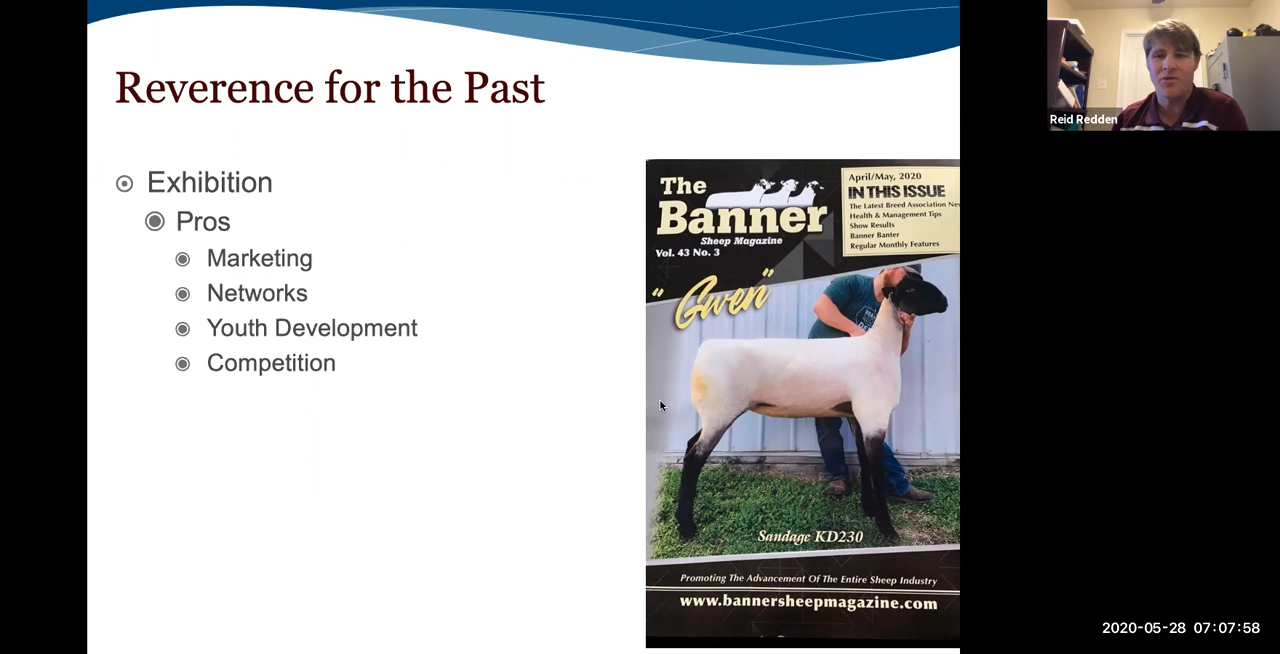 Reverence for the Past
Exhibition
Pros
Marketing
Networks
Youth Development
Competition
The
Banner
Sheep Magazine
Vol. 43 No. 3
April/May, 2020
IN THIS ISSUE
The Latest Breed Association
Health & Management Tips
Show Results
Banner Banter
Regular Monthly Features
"Gwen"
Sandage KD230
Promoting The Advancement Of The Entire Sheep Industry
www.bannersheepmagazine.com
Reid Redden
2020-05-28 07:07:58